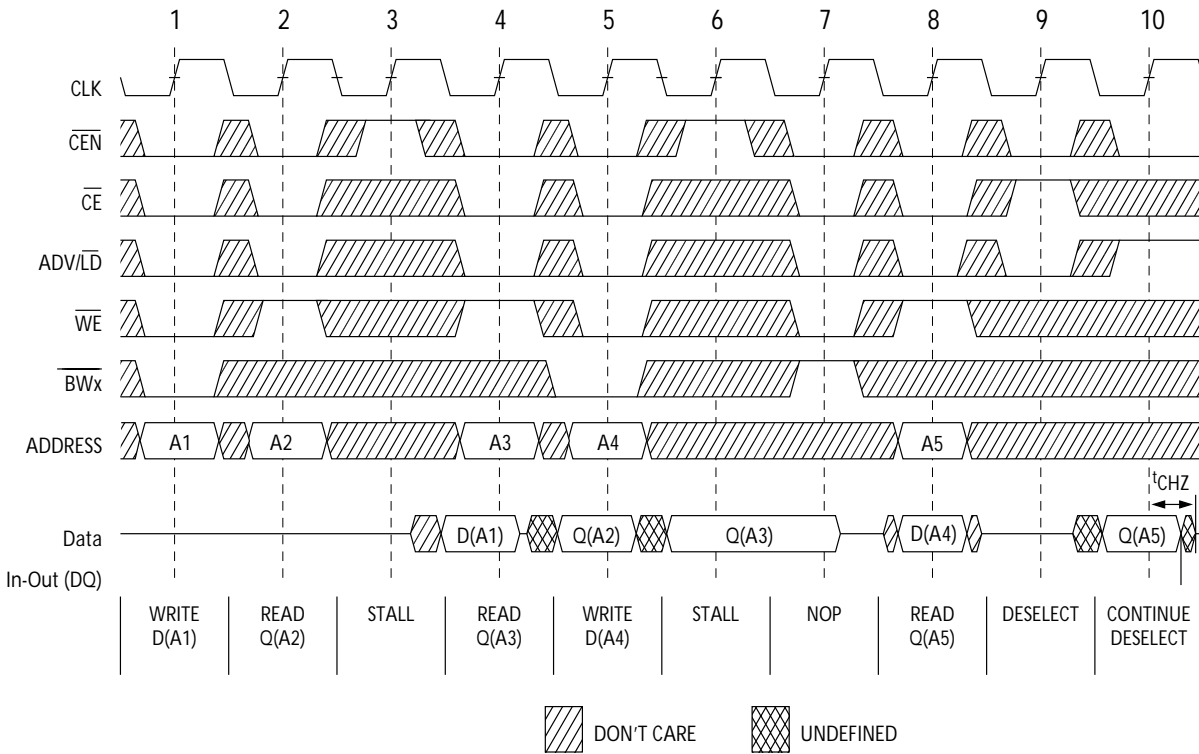 1 2 3 4 5 6 7 8 9 10
CLK
CEN
CE
ADV/LD
WE
BWx
ADDRESS A1 A2 A3 A4 A5
tCHZ
Data D(A1) Q(A2) Q(A3) D(A4) Q(A5)
In-Out (DQ)
WRITE READ STALL READ WRITE STALL NOP READ DESELECT CONTINUE
D(A1) Q(A2) Q(A3) D(A4) Q(A5) DESELECT
DON'T CARE UNDEFINED